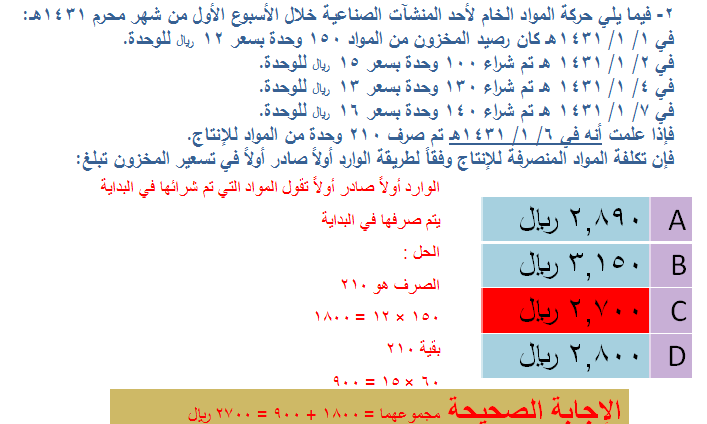 ٢- فيما يلي حركة المواد الخام لأحد المنشآت الصناعية خلال الأسبوع الأول من شهر محرم ١٤٣١هـ:
في ١/ ١/ ١٤٣١ هـ كان رصيد المخزون من المواد ١٥٠ وحدة بسعر ١٢ ريال للوحدة.
في ٢/ ١/ ١٤٣١ هـ تم شراء ١٠٠ وحدة بسعر ١٥ ريال للوحدة.
في ٤/ ١/ ١٤٣١ هـ تم شراء ١٣٠ وحدة بسعر ١٣ ريال للوحدة.
في ٧/ ١/ ١٤٣١ هـ تم شراء ١٤٠ وحدة بسعر ١٦ ريال للوحدة.
فإذا علمت أنه في ٦/ ١/ ١٤٣١هـ تم صرف ٢١٠ وحدة من المواد للإنتاج.
فإن تكلفة المواد المنصرفة للإنتاج وفقاً لطريقة الوارد أولاً صادر أولاً في تسعير المخزون تبلغ:
A ٢,٨٩٠ ريال
B ٣,١٥٠ ريال
C ٢,٧٠٠ ريال
D ٢,٨٠٠ ريال
الوارد أولاً صادر أولاً تقول المواد التي تم شرائها في البداية
يتم صرفها في البداية
الحل :
الصرف هو ٢١٠
١٥٠ × ١٢ = ١٨٠٠
بقية ٢١٠
٦٠ × ١٥ = ٩٠٠
الاجابة الصحيحة مجموعهما = ١٨٠٠ + ٩٠٠ = ٢٧٠٠ ريال